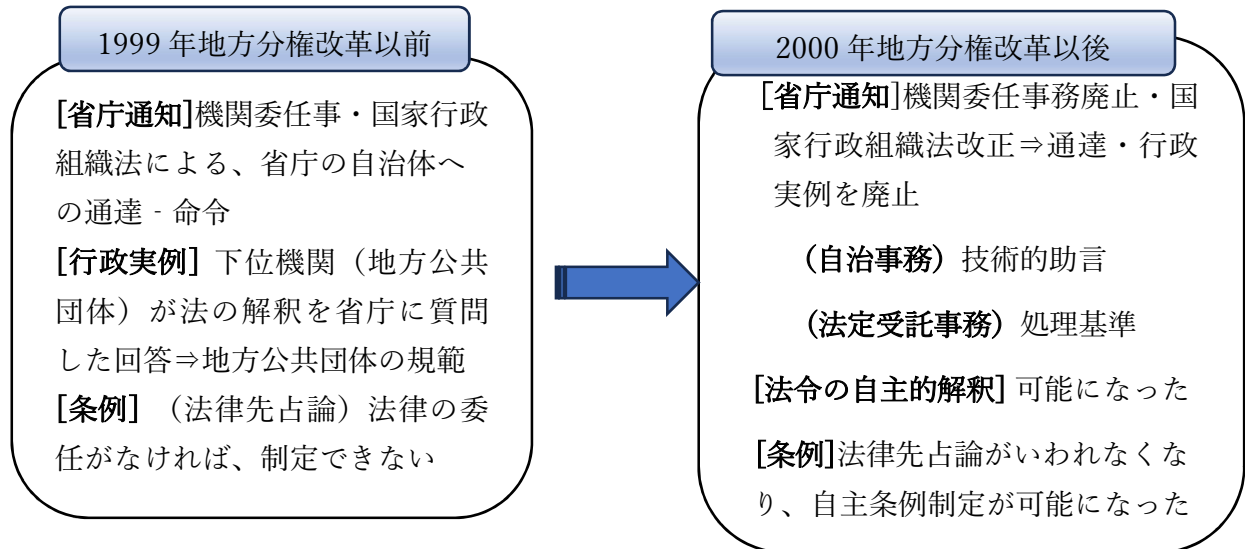 1999 年地方分権改革以前
[省庁通知]機関委任事・国家行政
組織法による、省庁の自治体へ
の通達 - 命令
[行政実例] 下位機関（地方公共
団体）が法の解釈を省庁に質問
した回答⇒地方公共団体の規範
[条例] （法律先占論）法律の委
任がなければ、制定できない
2000 年地方分権改革以後
[省庁通知]機関委任事務廃止・国
家行政組織法改正⇒通達・行政
実例を廃止
（自治事務）技術的助言
（法定受託事務）処理基準
[法令の自主的解釈] 可能になった
[条例]法律先占論がいわれなくな
り、自主条例制定が可能になった